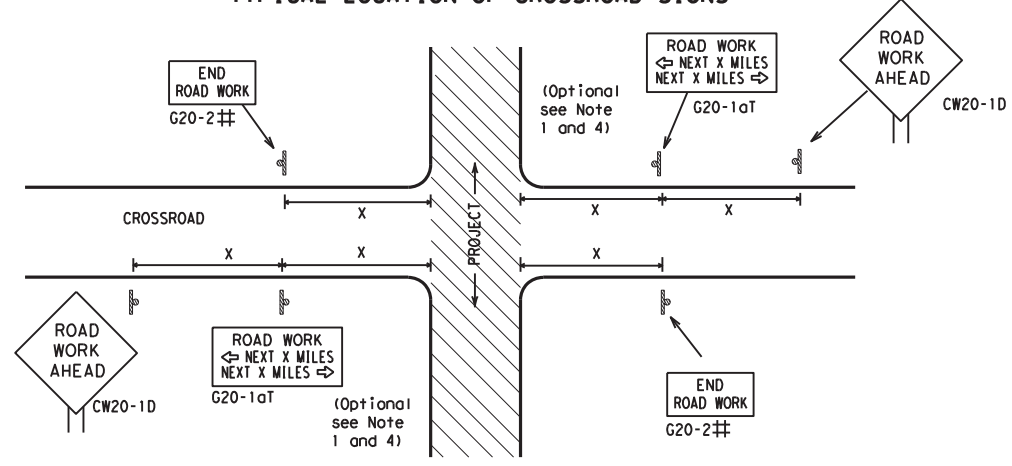 TYPICAL LOCATION OF CROSSROAD SIGNS
END
ROAD WORK
G20-2#
ROAD WORK
⇦ NEXT X MILES
NEXT X MILES ⇨
G20-1aT
(Optional
see Note
1 and 4)
ROAD
WORK
AHEAD
CW20-1D
X
X
X
CROSSROAD
PROJECT
X
X
X
ROAD
WORK
AHEAD
CW20-1D
ROAD WORK
⇦ NEXT X MILES
NEXT X MILES ⇨
G20-1aT
(Optional
see Note
1 and 4)
END
ROAD WORK
G20-2#